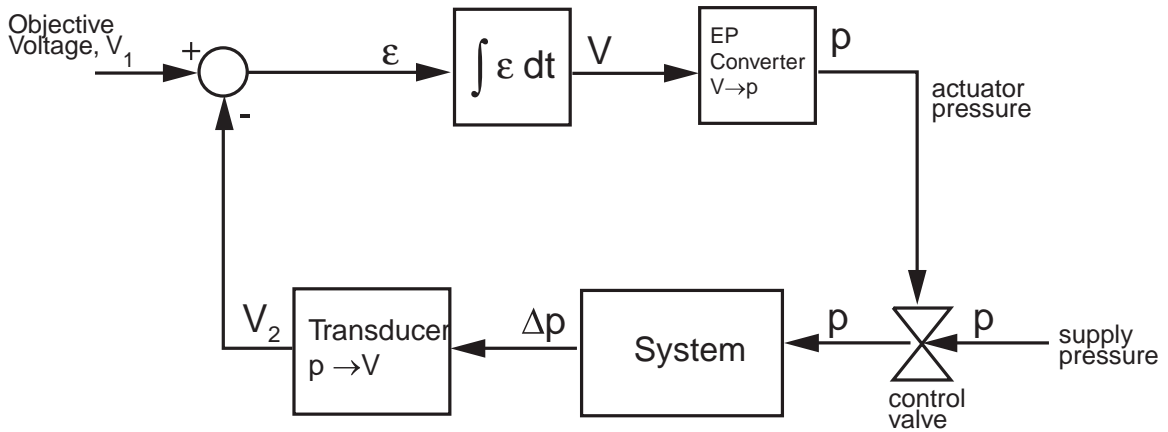 Objective
Voltage, V₁
+
-
ε
∫ ε dt
V
EP
Converter
V→p
p
actuator
pressure
V₂
Transducer
p →V
Δp
System
p
p
supply
pressure
control
valve